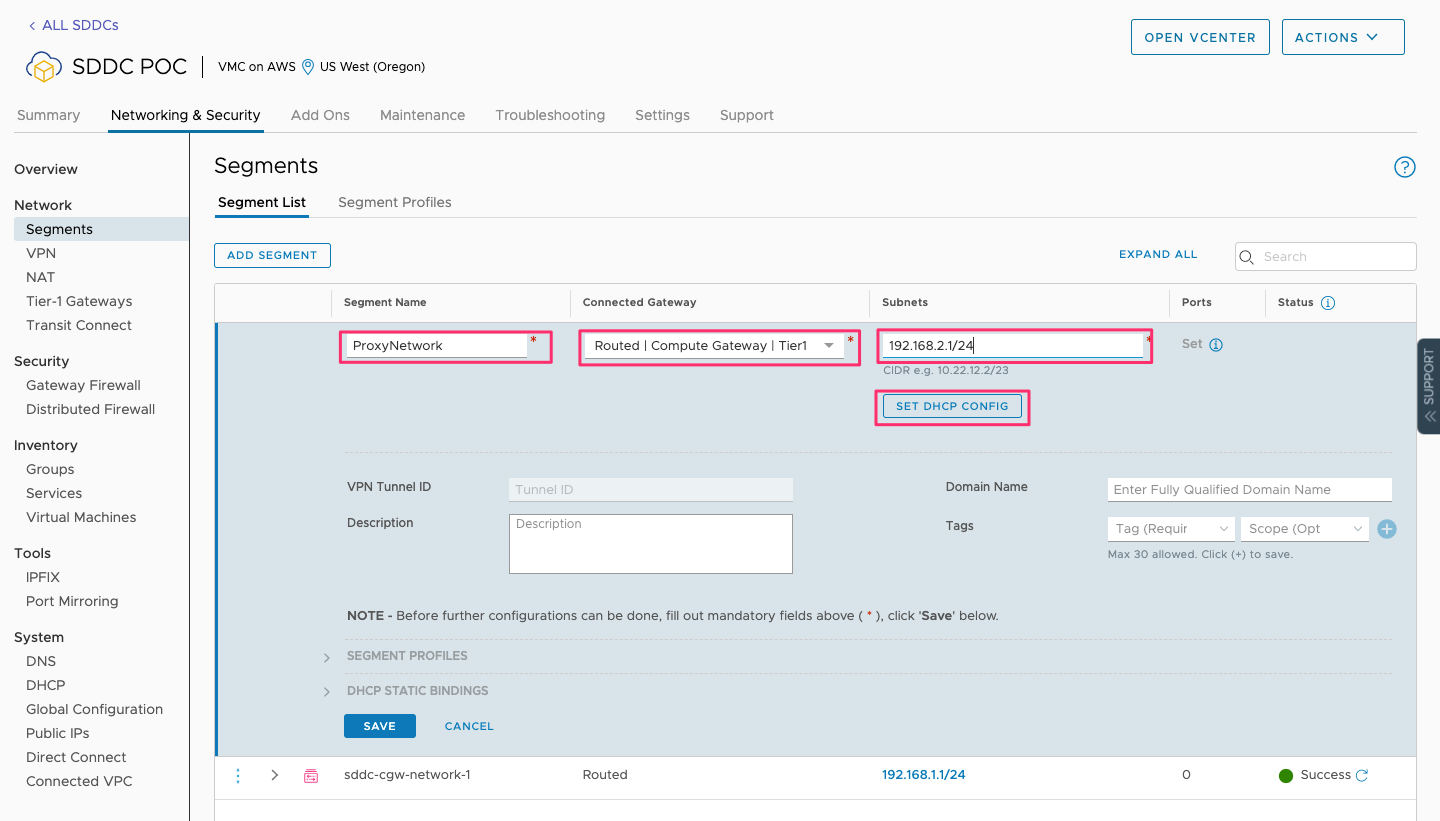 ALL SDDCs
OPEN VCENTER
ACTIONS
SDDC POC
VMC on AWS
US West (Oregon)
Summary
Networking & Security
Add Ons
Maintenance
Troubleshooting
Settings
Support
Overview
Network
Segments
VPN
NAT
Tier-1 Gateways
Transit Connect
Security
Gateway Firewall
Distributed Firewall
Inventory
Groups
Services
Virtual Machines
Tools
IPFIX
Port Mirroring
System
DNS
DHCP
Global Configuration
Public IPs
Direct Connect
Connected VPC
Segments
Segment List
Segment Profiles
ADD SEGMENT
EXPAND ALL
Search
Segment Name
Connected Gateway
Subnets
Ports
Status
ProxyNetwork *
Routed | Compute Gateway | Tier1 *
192.168.2.1/24 *
Set
CIDR e.g. 10.22.12.2/23
SET DHCP CONFIG
VPN Tunnel ID
Tunnel ID
Domain Name
Enter Fully Qualified Domain Name
Description
Description
Tags
Tag (Requir
Scope (Opt
Max 30 allowed. Click (+) to save.
NOTE - Before further configurations can be done, fill out mandatory fields above ( * ), click 'Save' below.
SEGMENT PROFILES
DHCP STATIC BINDINGS
SAVE
CANCEL
sddc-cgw-network-1
Routed
192.168.1.1/24
0
Success
SUPPORT